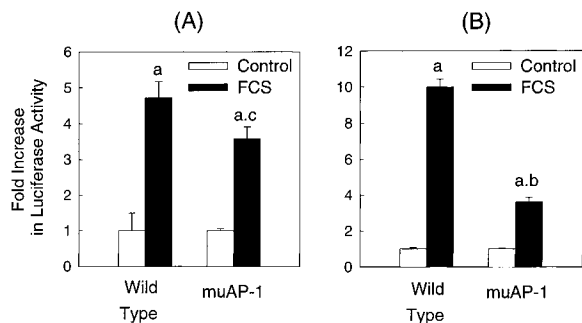 (A)
(B)
Fold Increase
in Luciferase Activity
6
5
4
3
2
1
0
Control
FCS
a
a.c
Wild
Type
muAP-1
12
10
8
6
4
2
0
Control
FCS
a
a.b
Wild
Type
muAP-1